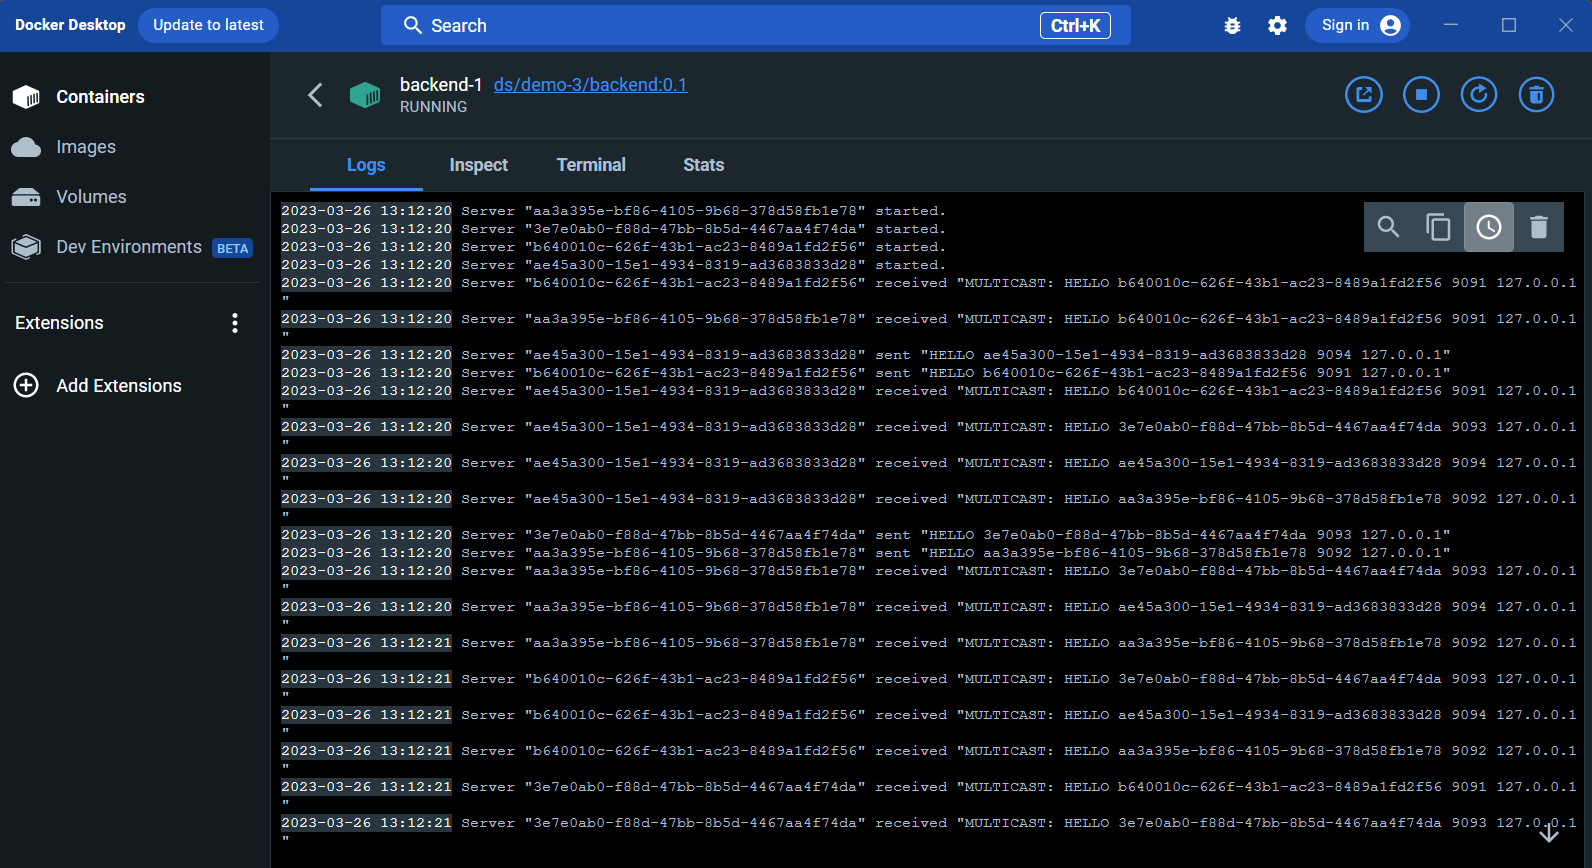 Docker Desktop
Update to latest
Search
Ctrl+K
Sign in
Containers
Images
Volumes
Dev Environments BETA
Extensions
Add Extensions
backend-1 ds/demo-3/backend:0.1
RUNNING
Logs Inspect Terminal Stats
2023-03-26 13:12:20 Server "aa3a395e-bf86-4105-9b68-378d58fb1e78" started.
2023-03-26 13:12:20 Server "3e7e0ab0-f88d-47bb-8b5d-4467aa4f74da" started.
2023-03-26 13:12:20 Server "b640010c-626f-43b1-ac23-8489a1fd2f56" started.
2023-03-26 13:12:20 Server "ae45a300-15e1-4934-8319-ad3683833d28" started.
2023-03-26 13:12:20 Server "b640010c-626f-43b1-ac23-8489a1fd2f56" received "MULTICAST: HELLO b640010c-626f-43b1-ac23-8489a1fd2f56 9091 127.0.0.1
"
2023-03-26 13:12:20 Server "aa3a395e-bf86-4105-9b68-378d58fb1e78" received "MULTICAST: HELLO b640010c-626f-43b1-ac23-8489a1fd2f56 9091 127.0.0.1
"
2023-03-26 13:12:20 Server "ae45a300-15e1-4934-8319-ad3683833d28" sent "HELLO ae45a300-15e1-4934-8319-ad3683833d28 9094 127.0.0.1"
2023-03-26 13:12:20 Server "b640010c-626f-43b1-ac23-8489a1fd2f56" sent "HELLO b640010c-626f-43b1-ac23-8489a1fd2f56 9091 127.0.0.1"
2023-03-26 13:12:20 Server "ae45a300-15e1-4934-8319-ad3683833d28" received "MULTICAST: HELLO b640010c-626f-43b1-ac23-8489a1fd2f56 9091 127.0.0.1
"
2023-03-26 13:12:20 Server "ae45a300-15e1-4934-8319-ad3683833d28" received "MULTICAST: HELLO 3e7e0ab0-f88d-47bb-8b5d-4467aa4f74da 9093 127.0.0.1
"
2023-03-26 13:12:20 Server "ae45a300-15e1-4934-8319-ad3683833d28" received "MULTICAST: HELLO ae45a300-15e1-4934-8319-ad3683833d28 9094 127.0.0.1
"
2023-03-26 13:12:20 Server "ae45a300-15e1-4934-8319-ad3683833d28" received "MULTICAST: HELLO aa3a395e-bf86-4105-9b68-378d58fb1e78 9092 127.0.0.1
"
2023-03-26 13:12:20 Server "3e7e0ab0-f88d-47bb-8b5d-4467aa4f74da" sent "HELLO 3e7e0ab0-f88d-47bb-8b5d-4467aa4f74da 9093 127.0.0.1"
2023-03-26 13:12:20 Server "aa3a395e-bf86-4105-9b68-378d58fb1e78" sent "HELLO aa3a395e-bf86-4105-9b68-378d58fb1e78 9092 127.0.0.1"
2023-03-26 13:12:20 Server "aa3a395e-bf86-4105-9b68-378d58fb1e78" received "MULTICAST: HELLO 3e7e0ab0-f88d-47bb-8b5d-4467aa4f74da 9093 127.0.0.1
"
2023-03-26 13:12:20 Server "aa3a395e-bf86-4105-9b68-378d58fb1e78" received "MULTICAST: HELLO ae45a300-15e1-4934-8319-ad3683833d28 9094 127.0.0.1
"
2023-03-26 13:12:21 Server "aa3a395e-bf86-4105-9b68-378d58fb1e78" received "MULTICAST: HELLO aa3a395e-bf86-4105-9b68-378d58fb1e78 9092 127.0.0.1
"
2023-03-26 13:12:21 Server "b640010c-626f-43b1-ac23-8489a1fd2f56" received "MULTICAST: HELLO 3e7e0ab0-f88d-47bb-8b5d-4467aa4f74da 9093 127.0.0.1
"
2023-03-26 13:12:21 Server "b640010c-626f-43b1-ac23-8489a1fd2f56" received "MULTICAST: HELLO ae45a300-15e1-4934-8319-ad3683833d28 9094 127.0.0.1
"
2023-03-26 13:12:21 Server "b640010c-626f-43b1-ac23-8489a1fd2f56" received "MULTICAST: HELLO aa3a395e-bf86-4105-9b68-378d58fb1e78 9092 127.0.0.1
"
2023-03-26 13:12:21 Server "3e7e0ab0-f88d-47bb-8b5d-4467aa4f74da" received "MULTICAST: HELLO b640010c-626f-43b1-ac23-8489a1fd2f56 9091 127.0.0.1
"
2023-03-26 13:12:21 Server "3e7e0ab0-f88d-47bb-8b5d-4467aa4f74da" received "MULTICAST: HELLO 3e7e0ab0-f88d-47bb-8b5d-4467aa4f74da 9093 127.0.0.1
"